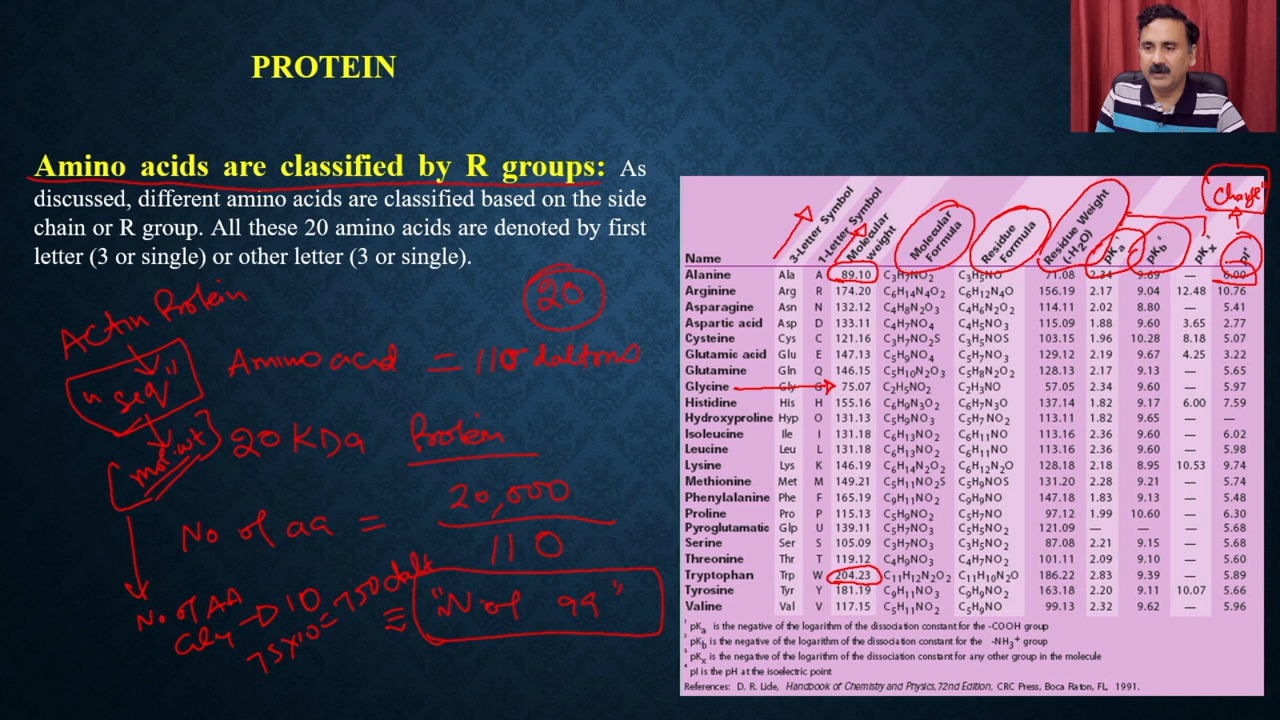 PROTEIN
Amino acids are classified by R groups: As
discussed, different amino acids are classified based on the side
chain or R group. All these 20 amino acids are denoted by first
letter (3 or single) or other letter (3 or single).
20
Actin Protein
"seq"
mol.wt
Amino acid = 110 daltons
20 KDa Protein
No of aa = 20,000
110
"N of aa"
No of AA
Gly 10
75x10 = 750 dalt
"Charge"
Name 3-Letter Symbol 1-Letter Symbol Molecular Weight Molecular Formula Residue Formula Residue Weight (-H₂O) pKa¹ pKb² pKx³ pI⁴
Alanine Ala A 89.10 C₃H₇NO₂ C₃H₅NO 71.08 2.34 9.69 — 6.00
Arginine Arg R 174.20 C₆H₁₄N₄O₂ C₆H₁₂N₄O 156.19 2.17 9.04 12.48 10.76
Asparagine Asn N 132.12 C₄H₈N₂O₃ C₄H₆N₂O₂ 114.11 2.02 8.80 — 5.41
Aspartic acid Asp D 133.11 C₄H₇NO₄ C₄H₅NO₃ 115.09 1.88 9.60 3.65 2.77
Cysteine Cys C 121.16 C₃H₇NO₂S C₃H₅NOS 103.15 1.96 10.28 8.18 5.07
Glutamic acid Glu E 147.13 C₅H₉NO₄ C₅H₇NO₃ 129.12 2.19 9.67 4.25 3.22
Glutamine Gln Q 146.15 C₅H₁₀N₂O₃ C₅H₈N₂O₂ 128.13 2.17 9.13 — 5.65
Glycine Gly G 75.07 C₂H₅NO₂ C₂H₃NO 57.05 2.34 9.60 — 5.97
Histidine His H 155.16 C₆H₉N₃O₂ C₆H₇N₃O 137.14 1.82 9.17 6.00 7.59
Hydroxyproline Hyp O 131.13 C₅H₉NO₃ C₅H₇NO₂ 113.11 1.82 9.65 — —
Isoleucine Ile I 131.18 C₆H₁₃NO₂ C₆H₁₁NO 113.16 2.36 9.60 — 6.02
Leucine Leu L 131.18 C₆H₁₃NO₂ C₆H₁₁NO 113.16 2.36 9.60 — 5.98
Lysine Lys K 146.19 C₆H₁₄N₂O₂ C₆H₁₂N₂O 128.18 2.18 8.95 10.53 9.74
Methionine Met M 149.21 C₅H₁₁NO₂S C₅H₉NOS 131.20 2.28 9.21 — 5.74
Phenylalanine Phe F 165.19 C₉H₁₁NO₂ C₉H₉NO 147.18 1.83 9.13 — 5.48
Proline Pro P 115.13 C₅H₉NO₂ C₅H₇NO 97.12 1.99 10.60 — 6.30
Pyroglutamatic Glp U 139.11 C₅H₇NO₃ C₅H₅NO₂ 121.09 — — — 5.68
Serine Ser S 105.09 C₃H₇NO₃ C₃H₅NO₂ 87.08 2.21 9.15 — 5.68
Threonine Thr T 119.12 C₄H₉NO₃ C₄H₇NO₂ 101.11 2.09 9.10 — 5.60
Tryptophan Trp W 204.23 C₁₁H₁₂N₂O₂ C₁₁H₁₀N₂O 186.22 2.83 9.39 — 5.89
Tyrosine Tyr Y 181.19 C₉H₁₁NO₃ C₉H₉NO₂ 163.18 2.20 9.11 10.07 5.66
Valine Val V 117.15 C₅H₁₁NO₂ C₅H₉NO 99.13 2.32 9.62 — 5.96
¹ pKa is the negative of the logarithm of the dissociation constant for the -COOH group
² pKb is the negative of the logarithm of the dissociation constant for the -NH₃⁺ group
³ pKx is the negative of the logarithm of the dissociation constant for any other group in the molecule
⁴ pI is the pH at the isoelectric point
References: D. R. Lide, Handbook of Chemistry and Physics, 72nd Edition, CRC Press, Boca Raton, FL, 1991.